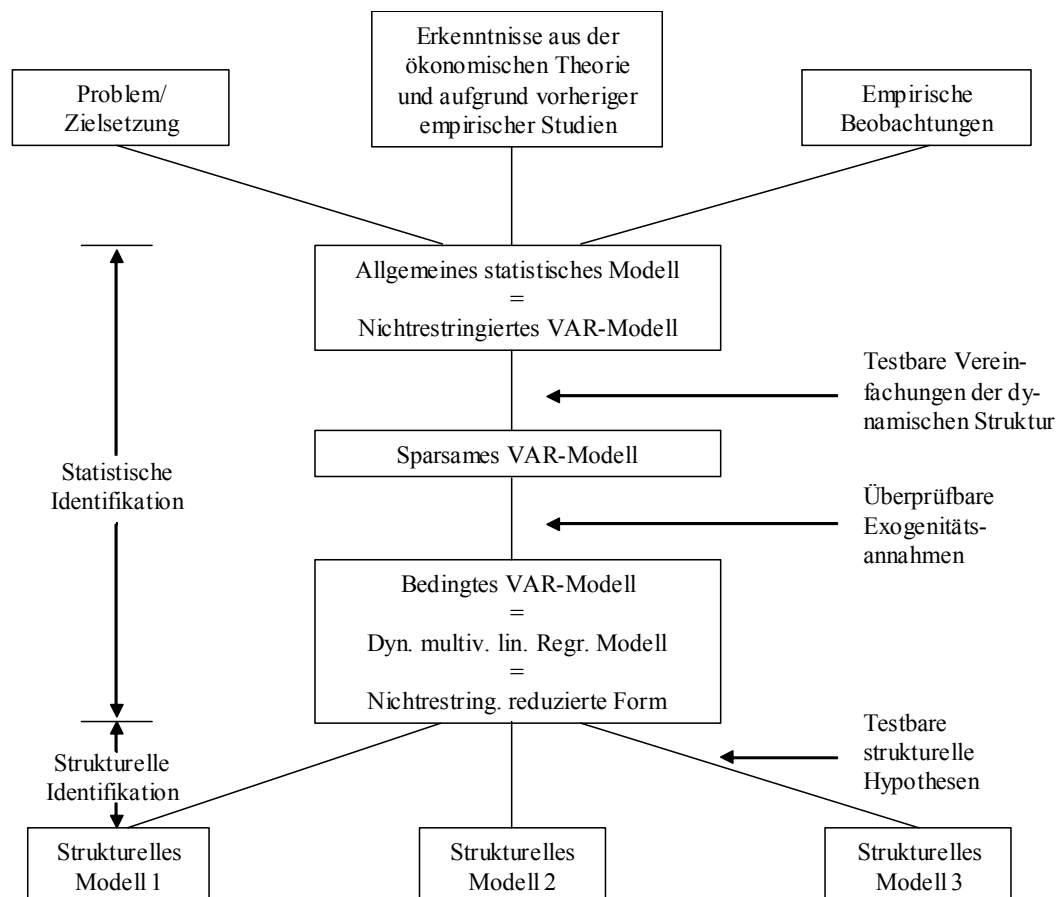 Problem/
Zielsetzung
Erkenntnisse aus der
ökonomischen Theorie
und aufgrund vorheriger
empirischer Studien
Empirische
Beobachtungen
Allgemeines statistisches Modell
=
Nichtrestringiertes VAR-Modell
Testbare Verein-
fachungen der dy-
namischen Struktur
Sparsames VAR-Modell
Statistische
Identifikation
Überprüfbare
Exogenitäts-
annahmen
Bedingtes VAR-Modell
=
Dyn. multiv. lin. Regr. Modell
=
Nichtrestring. reduzierte Form
Strukturelle
Identifikation
Testbare
strukturelle
Hypothesen
Strukturelles
Modell 1
Strukturelles
Modell 2
Strukturelles
Modell 3